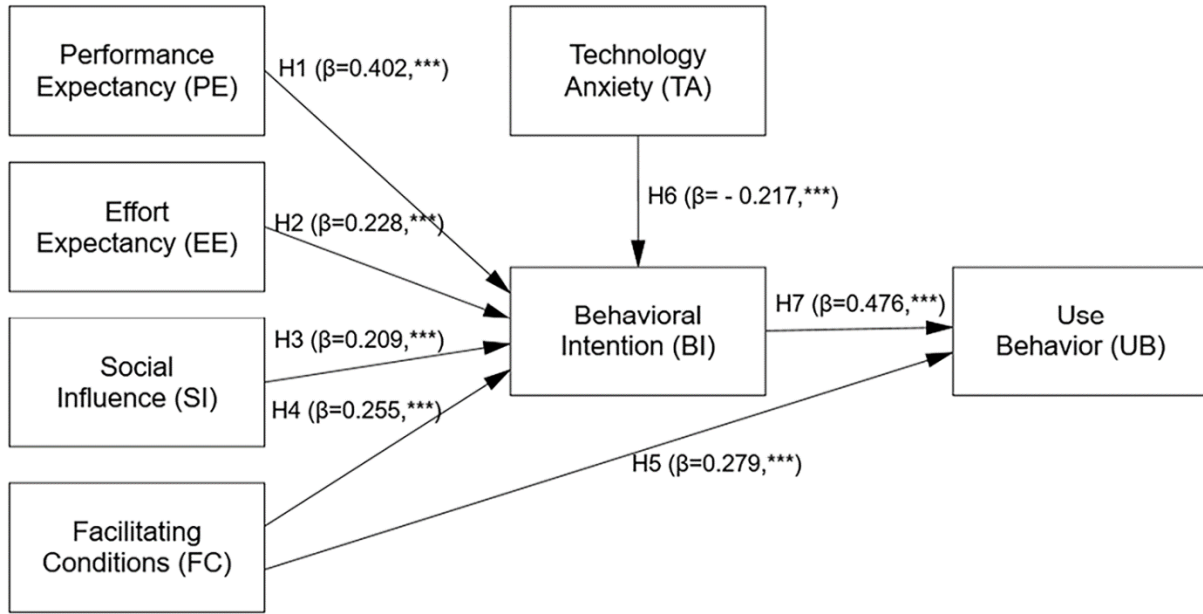 Performance
Expectancy (PE)
H1 (β=0.402,***)
Technology
Anxiety (TA)
Effort
Expectancy (EE)
H2 (β=0.228,***)
H6 (β= - 0.217,***)
Social
Influence (SI)
H3 (β=0.209,***)
H4 (β=0.255,***)
Behavioral
Intention (BI)
H7 (β=0.476,***)
Use
Behavior (UB)
H5 (β=0.279,***)
Facilitating
Conditions (FC)